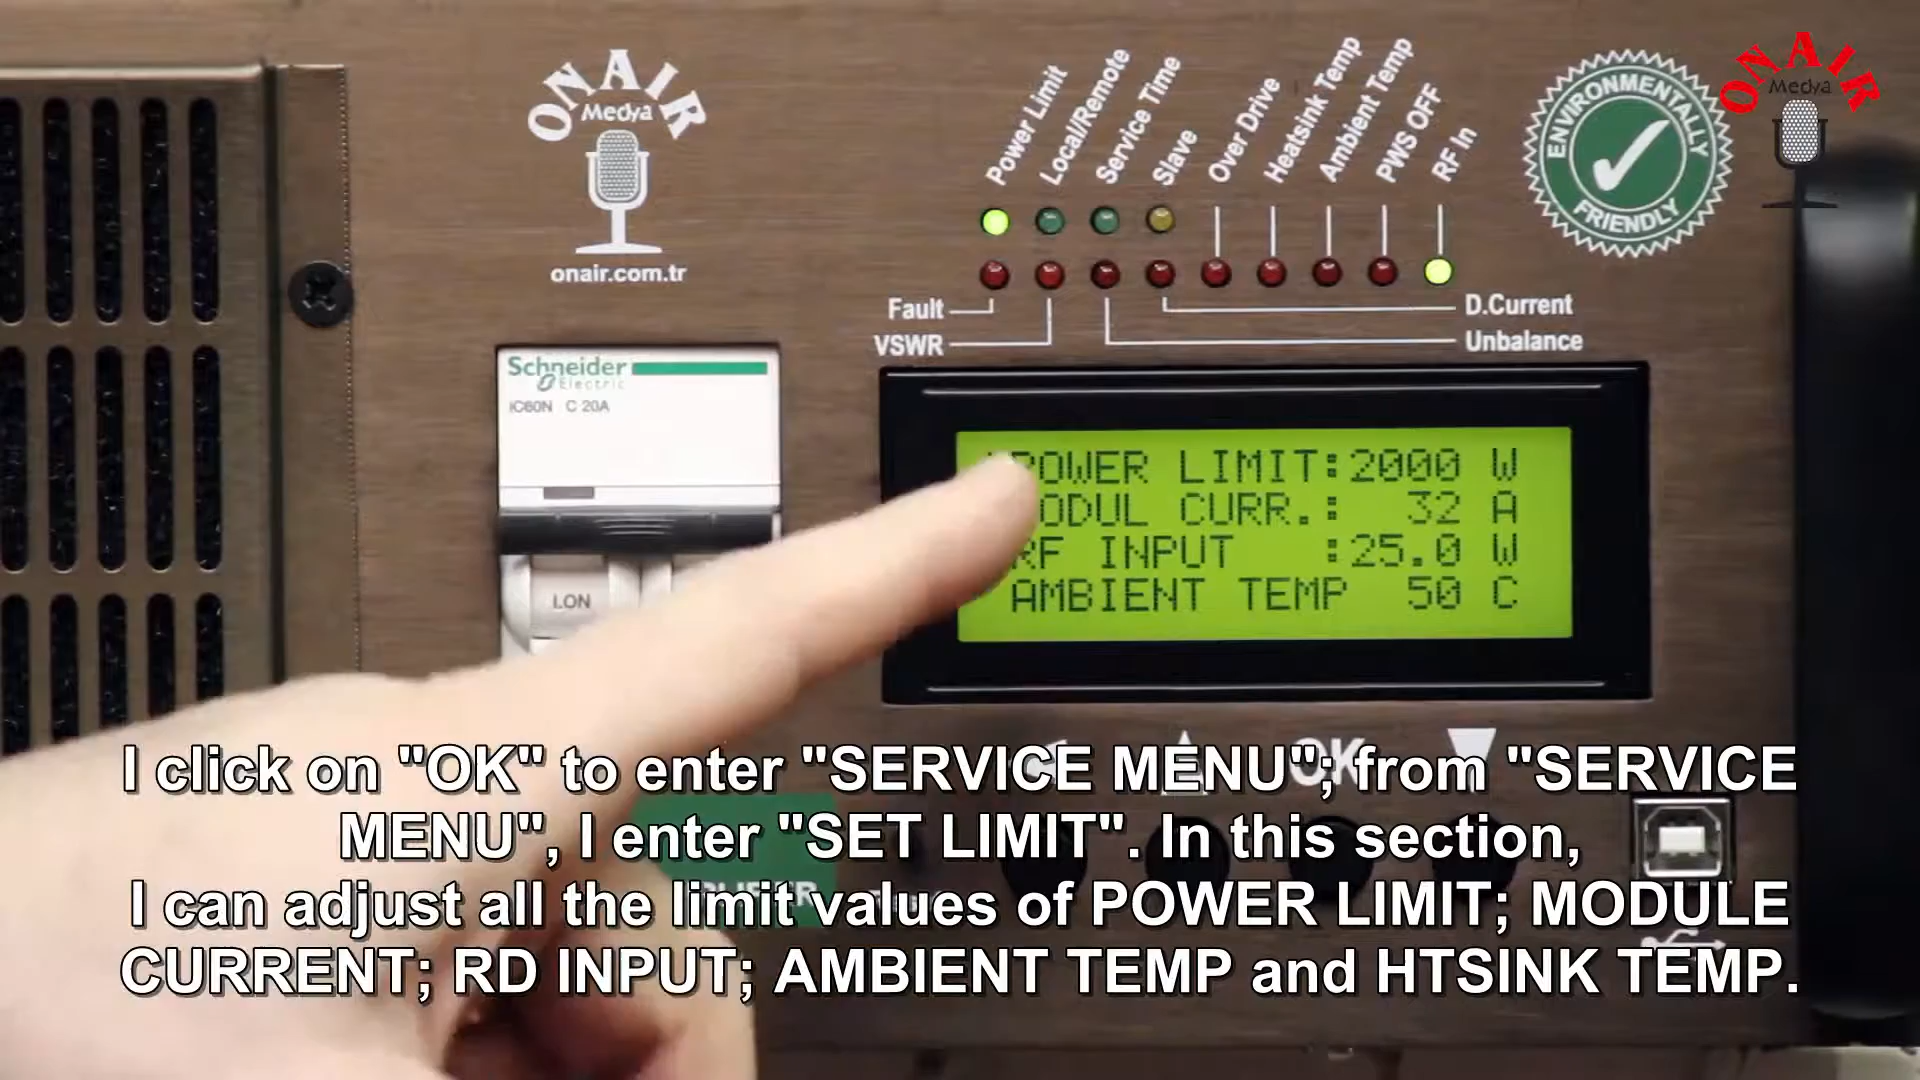 ONAIR
Medya
onair.com.tr
Power Limit
Local/Remote
Service Time
Slave
Over Drive
Heatsink Temp
Ambient Temp
PWS OFF
RF In
ENVIRONMENTALLY
FRIENDLY
ONAIR
Medya
Fault
VSWR
D.Current
Unbalance
Schneider
Electric
iC60N C 20A
LON
POWER LIMIT:2000 W
ODUL CURR.: 32 A
RF INPUT :25.0 W
AMBIENT TEMP 50 C
OK
I click on "OK" to enter "SERVICE MENU"; from "SERVICE
MENU", I enter "SET LIMIT". In this section,
I can adjust all the limit values of POWER LIMIT; MODULE
CURRENT; RD INPUT; AMBIENT TEMP and HTSINK TEMP.